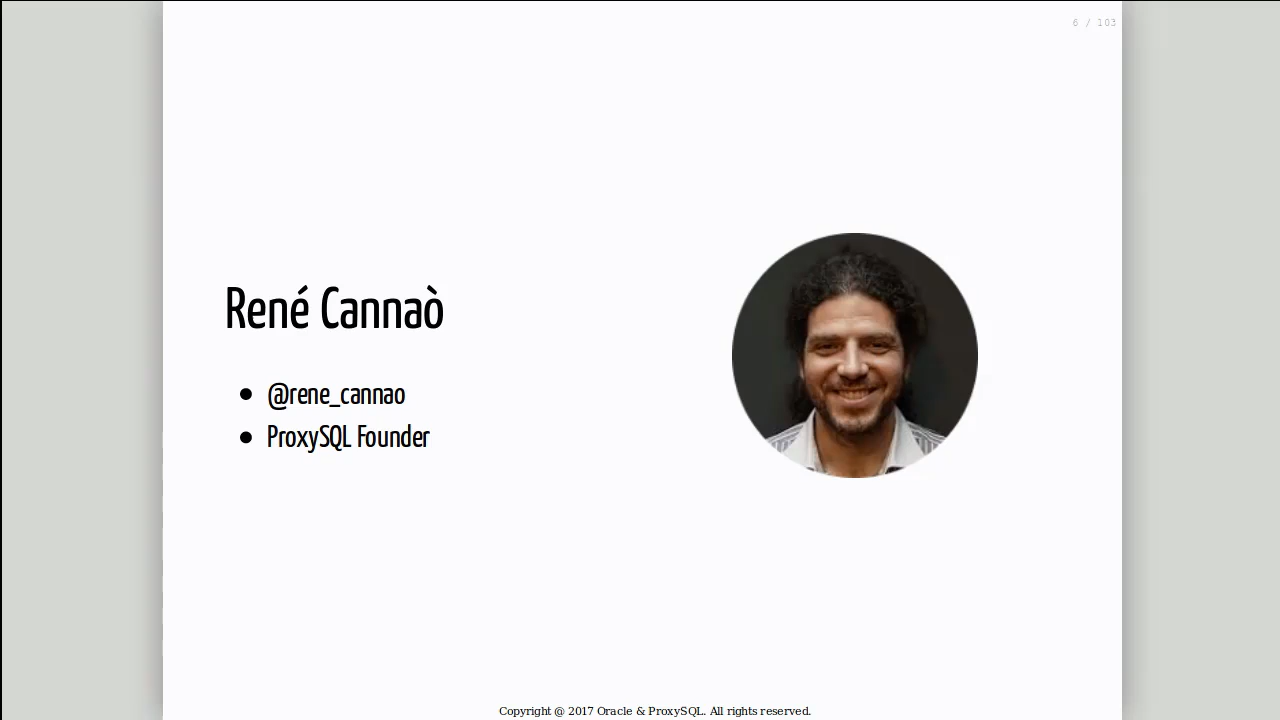 6 / 103
René Cannaò
@rene_cannao
ProxySQL Founder
Copyright @ 2017 Oracle & ProxySQL. All rights reserved.